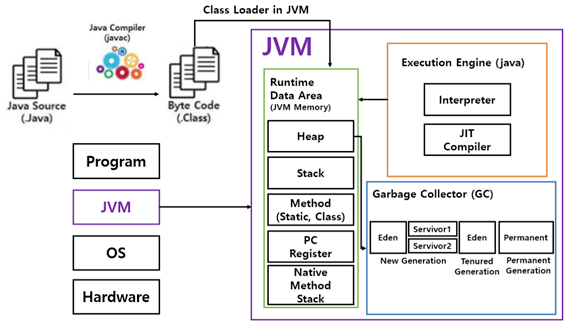 Class Loader in JVM
Java Compiler
(javac)
Java Source
(.Java)
Byte Code
(.Class)
Program
JVM
OS
Hardware
JVM
Runtime
Data Area
(JVM Memory)
Heap
Stack
Method
(Static, Class)
PC
Register
Native
Method
Stack
Execution Engine (java)
Interpreter
JIT
Compiler
Garbage Collector (GC)
Eden
Servivor1
Servivor2
Eden
Permanent
New Generation
Tenured
Generation
Permanent
Generation